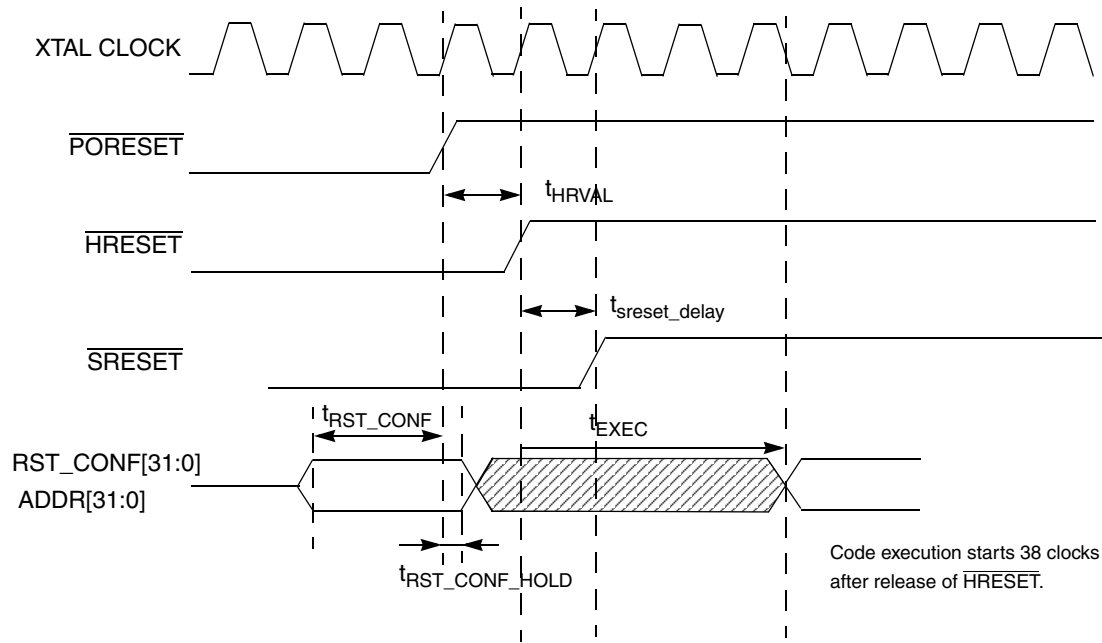 XTAL CLOCK
PORESET
tHRVAL
HRESET
tsreset_delay
SRESET
tRST_CONF
tEXEC
RST_CONF[31:0]
ADDR[31:0]
tRST_CONF_HOLD
Code execution starts 38 clocks
after release of HRESET.